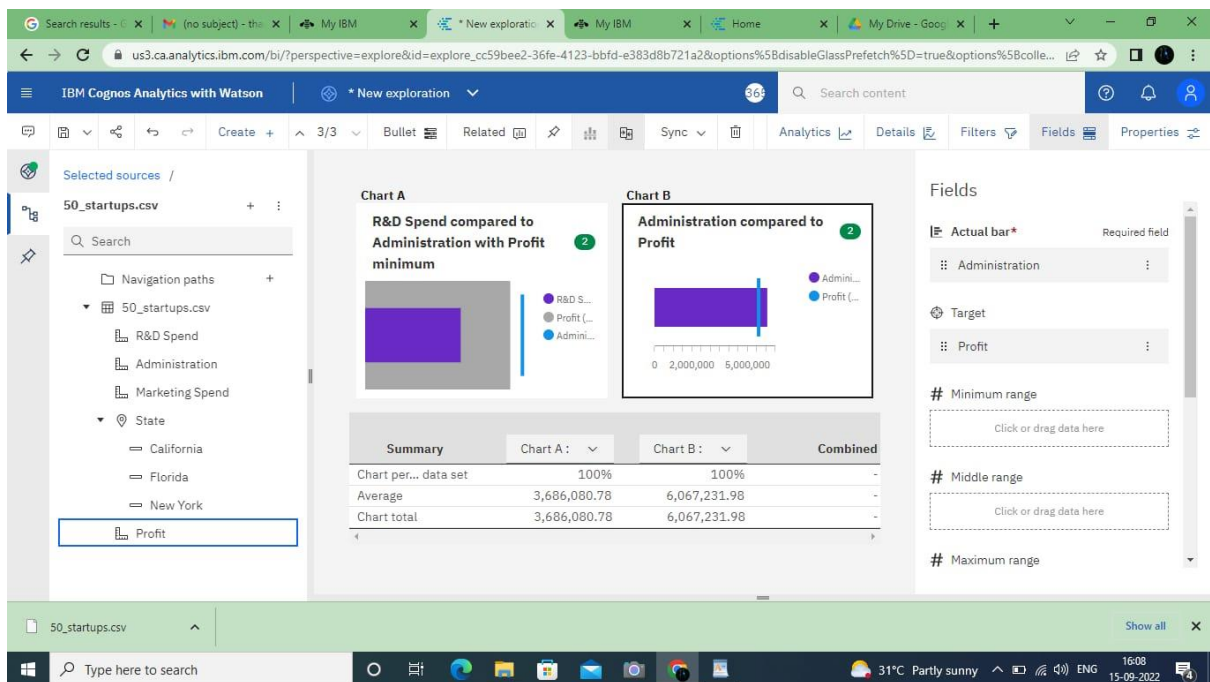 Search results - G
(no subject) - tha
My IBM
* New exploratio
My IBM
Home
My Drive - Goog
us3.ca.analytics.ibm.com/bi/?perspective=explore&id=explore_cc59bee2-36fe-4123-bbfd-e383d8b721a2&options%5BdisableGlassPrefetch%5D=true&options%5Bcolle...
IBM Cognos Analytics with Watson
* New exploration
Search content
Create +
3/3
Bullet
Related
Sync
Analytics
Details
Filters
Fields
Properties
Selected sources /
50_startups.csv
Search
Navigation paths
50_startups.csv
R&D Spend
Administration
Marketing Spend
State
California
Florida
New York
Profit
Chart A
R&D Spend compared to
Administration with Profit
minimum
2
R&D S...
Profit (...
Admini...
Chart B
Administration compared to
Profit
2
Admini...
Profit (...
0 2,000,000 5,000,000
Summary Chart A : Chart B : Combined
Chart per... data set 100% 100% -
Average 3,686,080.78 6,067,231.98 -
Chart total 3,686,080.78 6,067,231.98 -
Fields
Actual bar* Required field
Administration
Target
Profit
# Minimum range
Click or drag data here
# Middle range
Click or drag data here
# Maximum range
50_startups.csv
Show all
Type here to search
31°C Partly sunny
ENG
16:08
15-09-2022
4